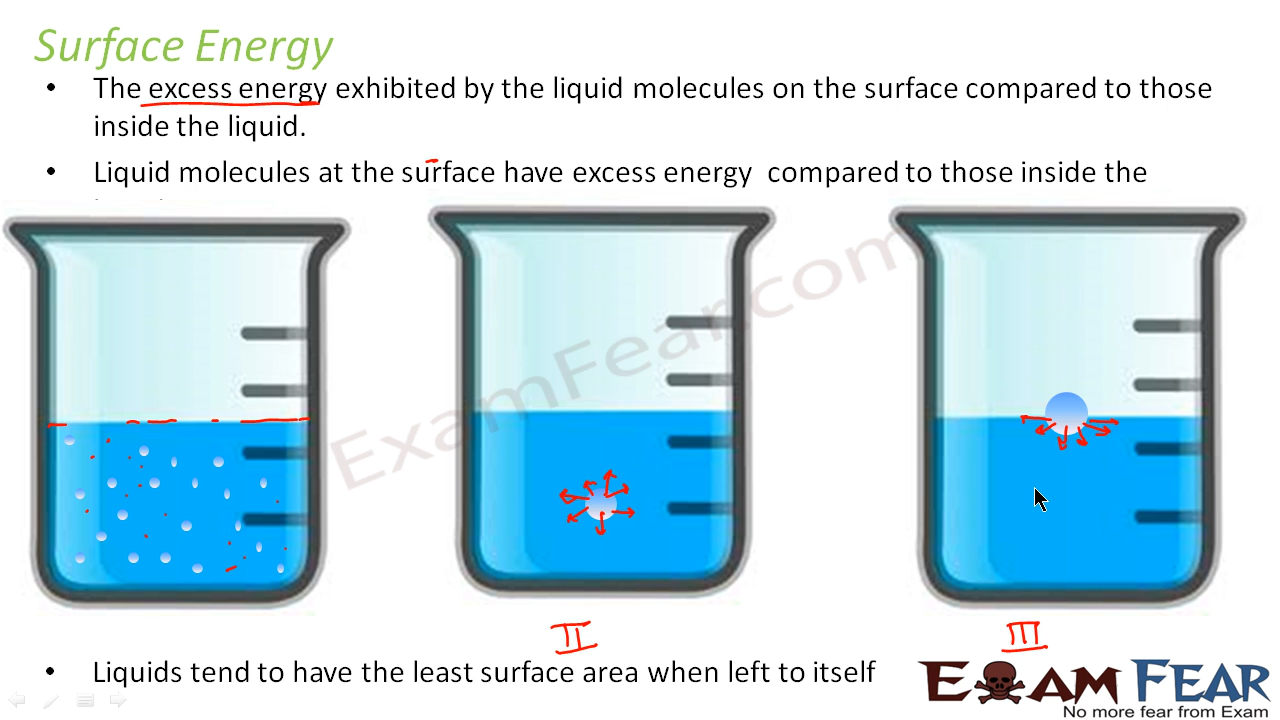 Surface Energy
• The excess energy exhibited by the liquid molecules on the surface compared to those
inside the liquid.
• Liquid molecules at the surface have excess energy compared to those inside the
ExamFear.com
II
III
• Liquids tend to have the least surface area when left to itself
EXAM FEAR
No more fear from Exam